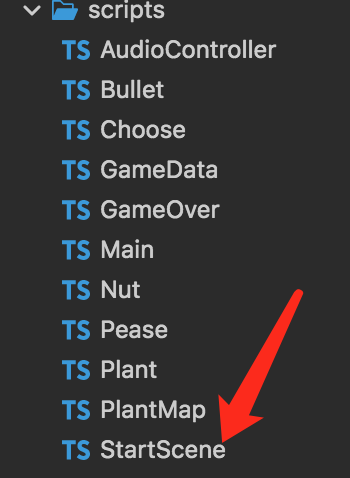 scripts
TS AudioController
TS Bullet
TS Choose
TS GameData
TS GameOver
TS Main
TS Nut
TS Pease
TS Plant
TS PlantMap
TS StartScene